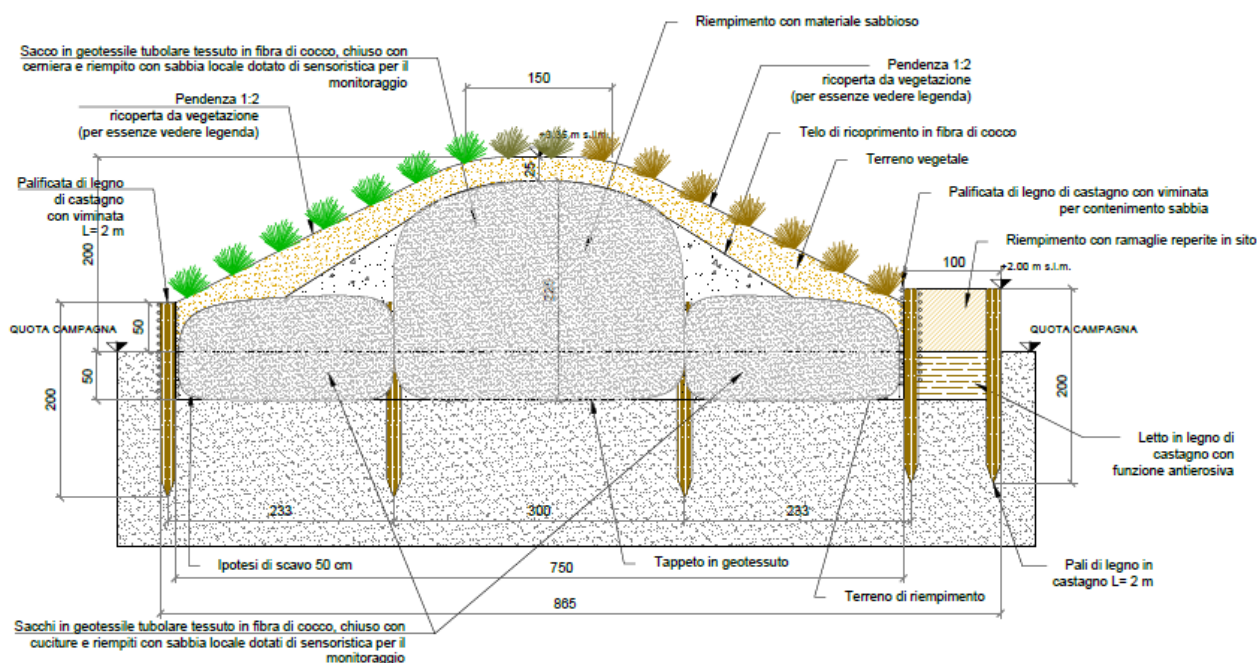 Riempimento con materiale sabbioso
Sacco in geotessile tubolare tessuto in fibra di cocco, chiuso con
cerniera e riempito con sabbia locale dotato di sensoristica per il
monitoraggio
150
Pendenza 1:2
ricoperta da vegetazione
(per essenze vedere legenda)
Pendenza 1:2
ricoperta da vegetazione
(per essenze vedere legenda)
Telo di ricoprimento in fibra di cocco
Terreno vegetale
25
Palificata di legno
di castagno
con viminata
L= 2 m
Palificata di legno di castagno con viminata
per contenimento sabbia
Riempimento con ramaglie reperite in sito
100
+2.00 m s.l.m.
200
QUOTA CAMPAGNA
50
50
200
QUOTA CAMPAGNA
200
Letto in legno di
castagno con
funzione antierosiva
233
300
233
Ipotesi di scavo 50 cm
Tappeto in geotessuto
750
Pali di legno in
castagno L= 2 m
Terreno di riempimento
865
Sacchi in geotessile tubolare tessuto in fibra di cocco, chiuso con
cuciture e riempiti con sabbia locale dotati di sensoristica per il
monitoraggio